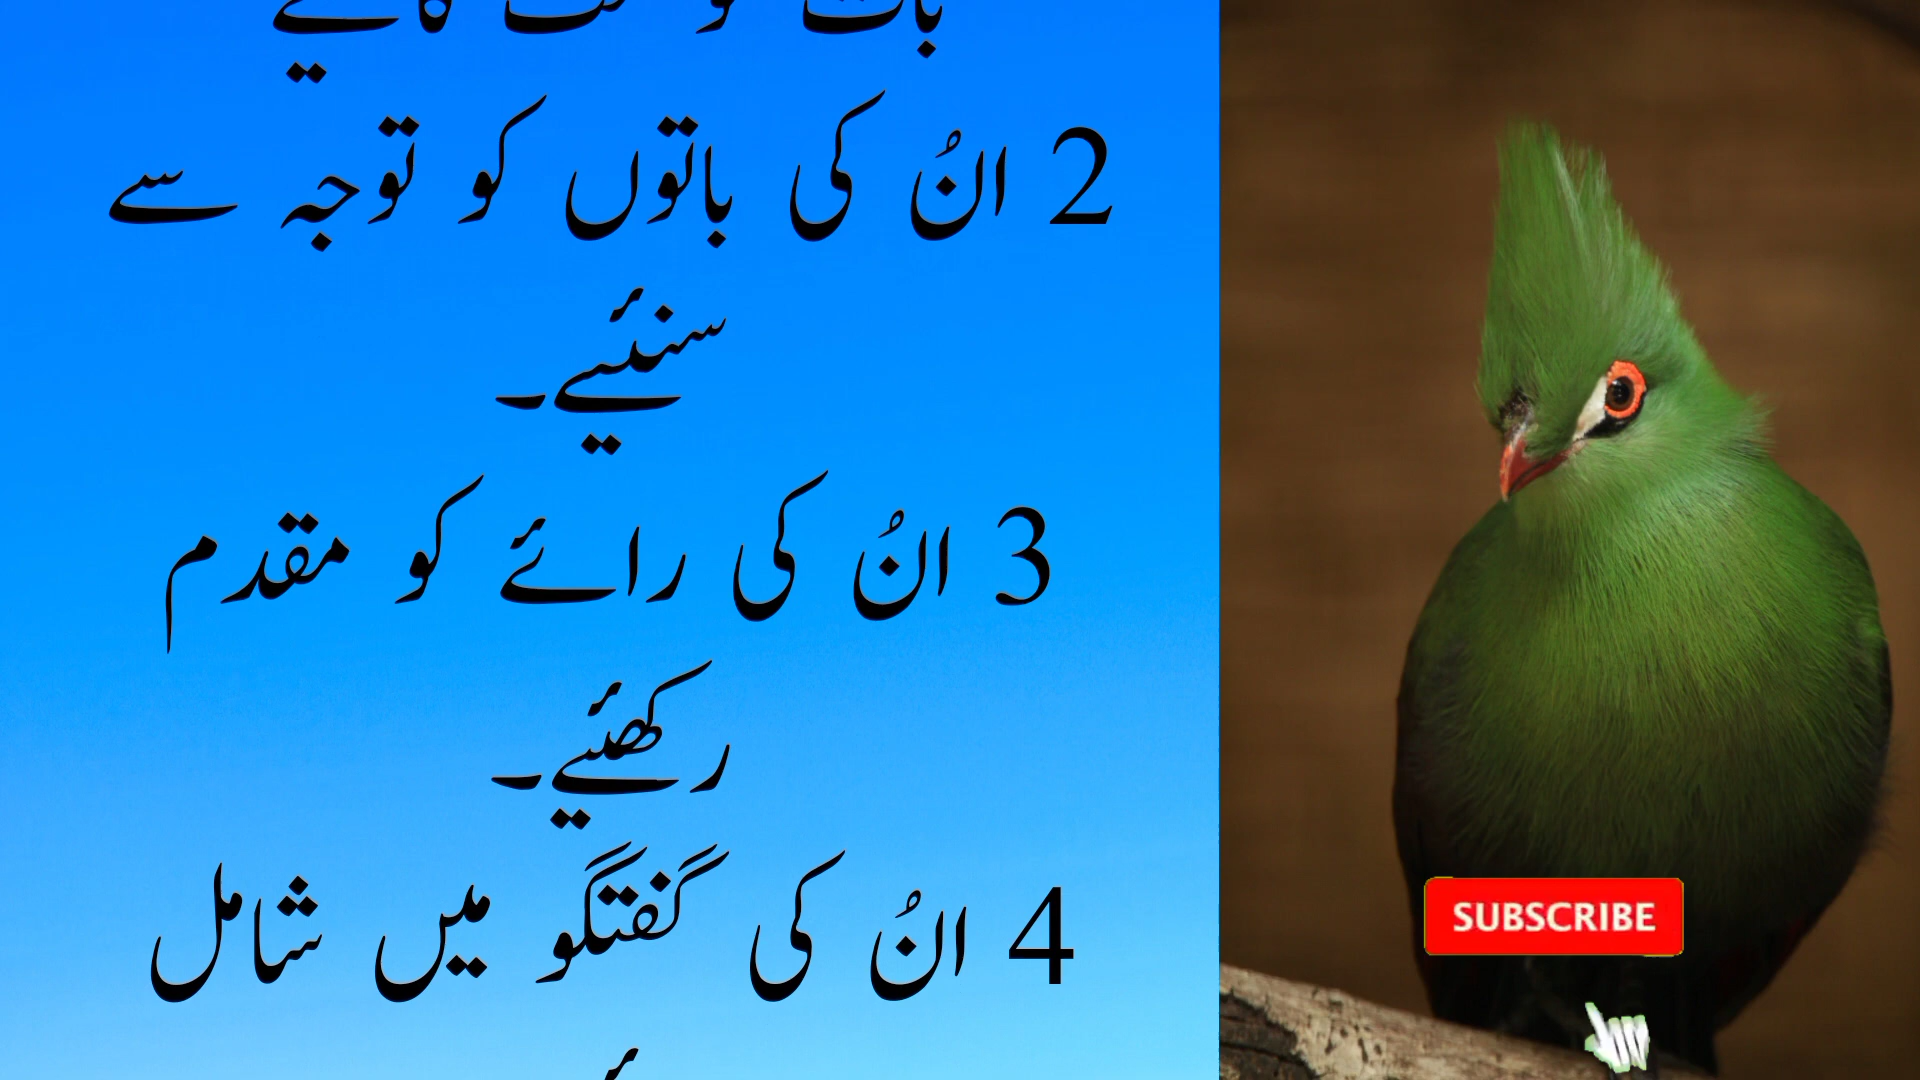 2 انُ کی باتوں کو توجہ سے
سنئیے۔
3 انُ کی رائے کو مقدم
رکھئیے۔
4 انُ کی گفتگو میں شامل
SUBSCRIBE